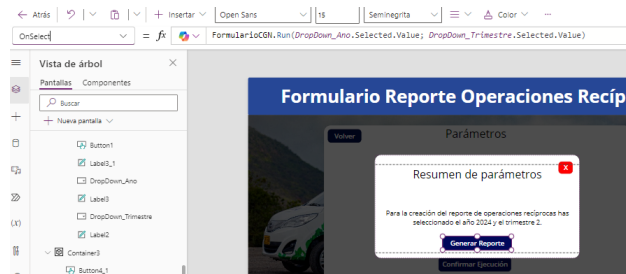 Atrás
Insertar
Open Sans
15
Seminegrita
Color
OnSelect
= fx
FormularioCGN.Run(DropDown_Ano.Selected.Value; DropDown_Trimestre.Selected.Value)
Vista de árbol
Pantallas Componentes
Buscar
Nueva pantalla
Button1
Label3_1
DropDown_Ano
Label3
DropDown_Trimestre
Label2
Container3
Button4_1
Formulario Reporte Operaciones Recíp
Volver
Parámetros
X
Resumen de parámetros
Para la creación del reporte de operaciones reciprocas has
seleccionado el año 2024 y el trimestre 2.
Generar Reporte
Confirmar Ejecución